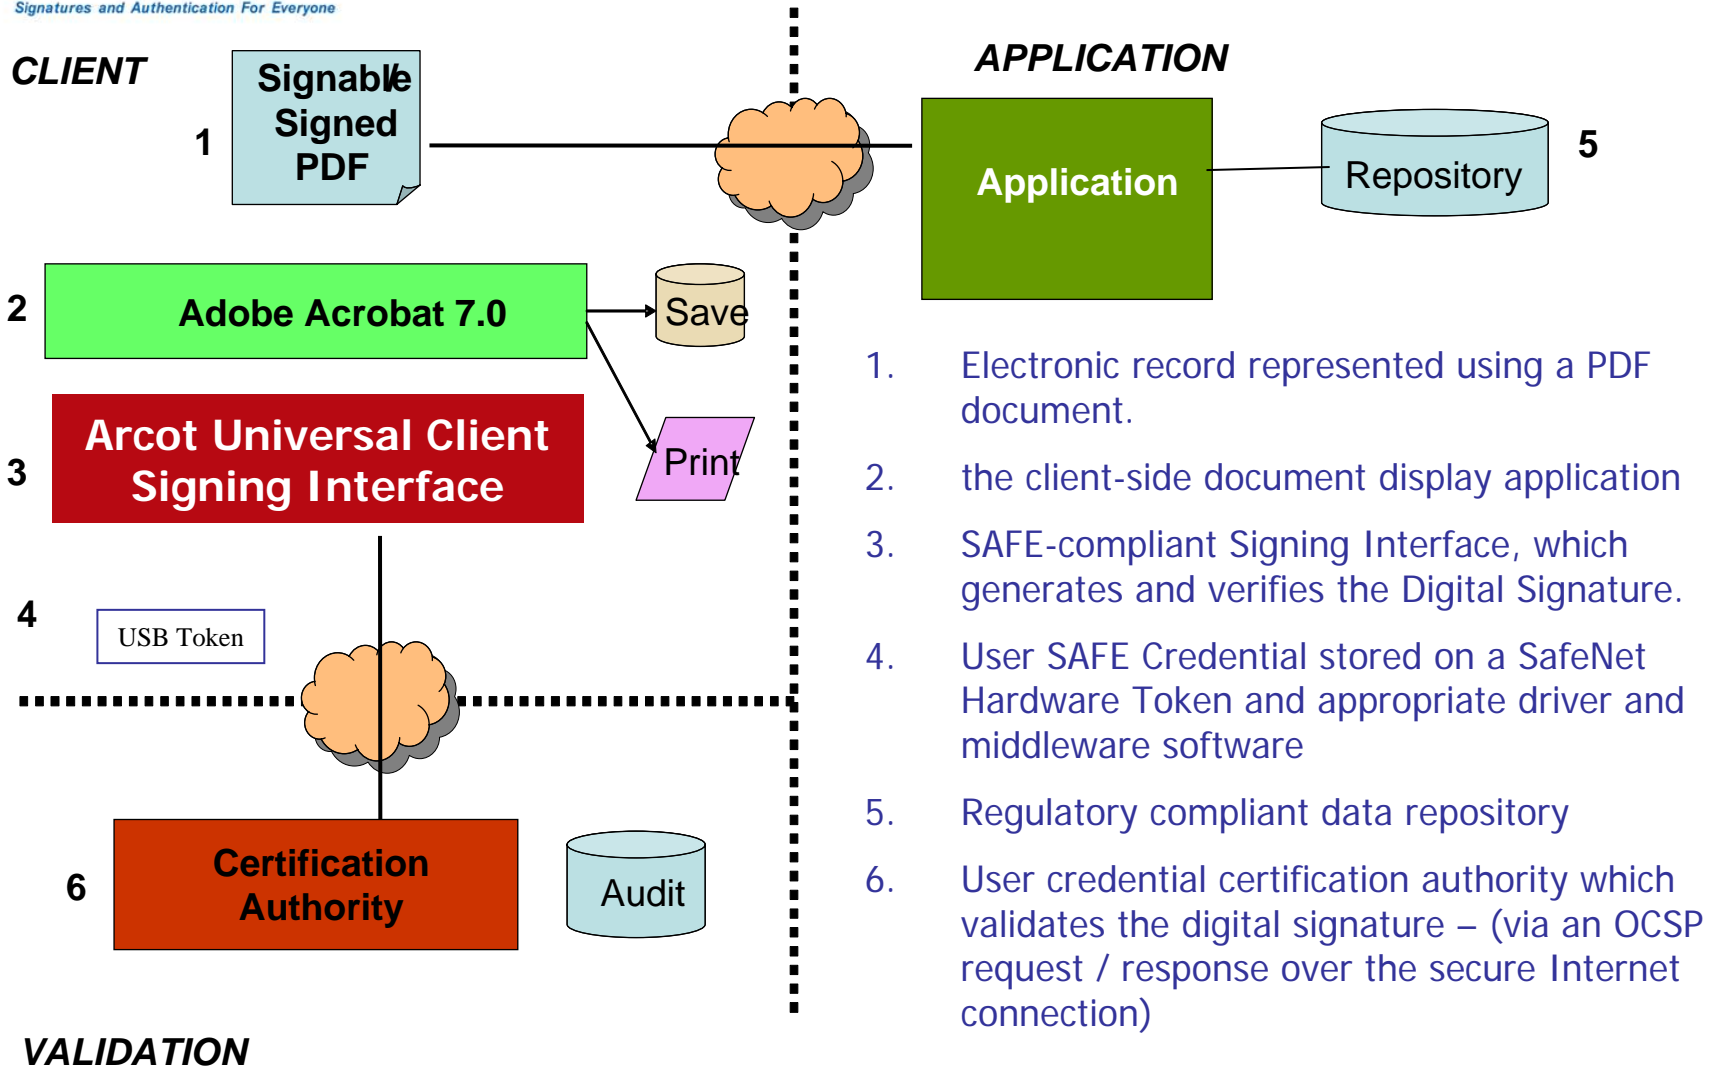 Signatures and Authentication For Everyone
CLIENT
1
Signable/
Signed
PDF
APPLICATION
Application
Repository
5
2
Adobe Acrobat 7.0
Save
3
Arcot Universal Client
Signing Interface
Print
4
USB Token
6
Certification
Authority
Audit
VALIDATION
1. Electronic record represented using a PDF
document.
2. the client-side document display application
3. SAFE-compliant Signing Interface, which
generates and verifies the Digital Signature.
4. User SAFE Credential stored on a SafeNet
Hardware Token and appropriate driver and
middleware software
5. Regulatory compliant data repository
6. User credential certification authority which
validates the digital signature – (via an OCSP
request / response over the secure Internet
connection)